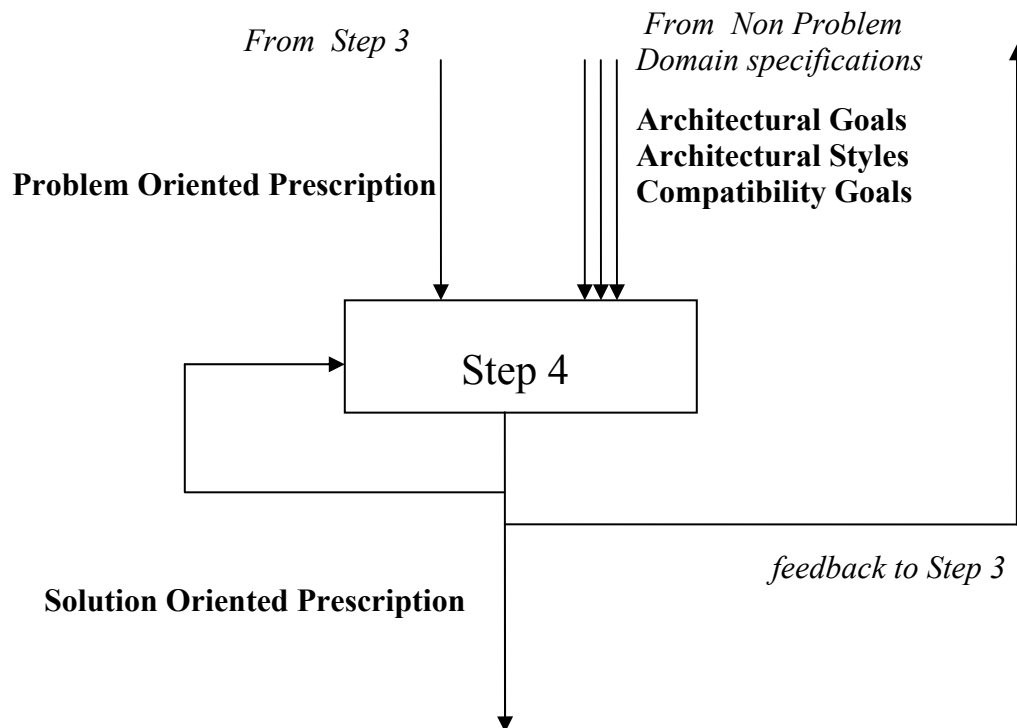 From Step 3
From Non Problem
Domain specifications
Architectural Goals
Architectural Styles
Problem Oriented Prescription
Compatibility Goals
Step 4
feedback to Step 3
Solution Oriented Prescription